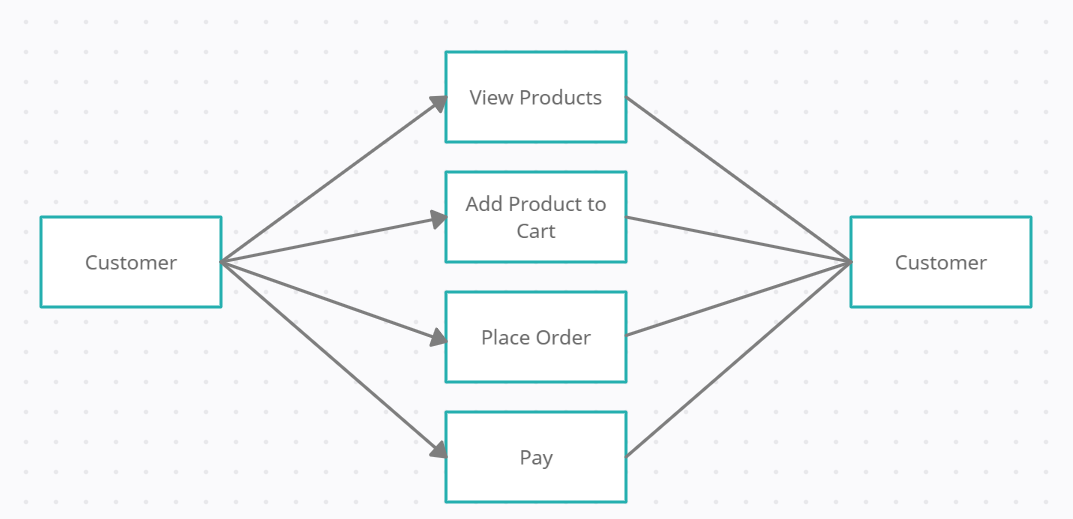 View Products
Add Product to
Cart
Customer
Customer
Place Order
Pay